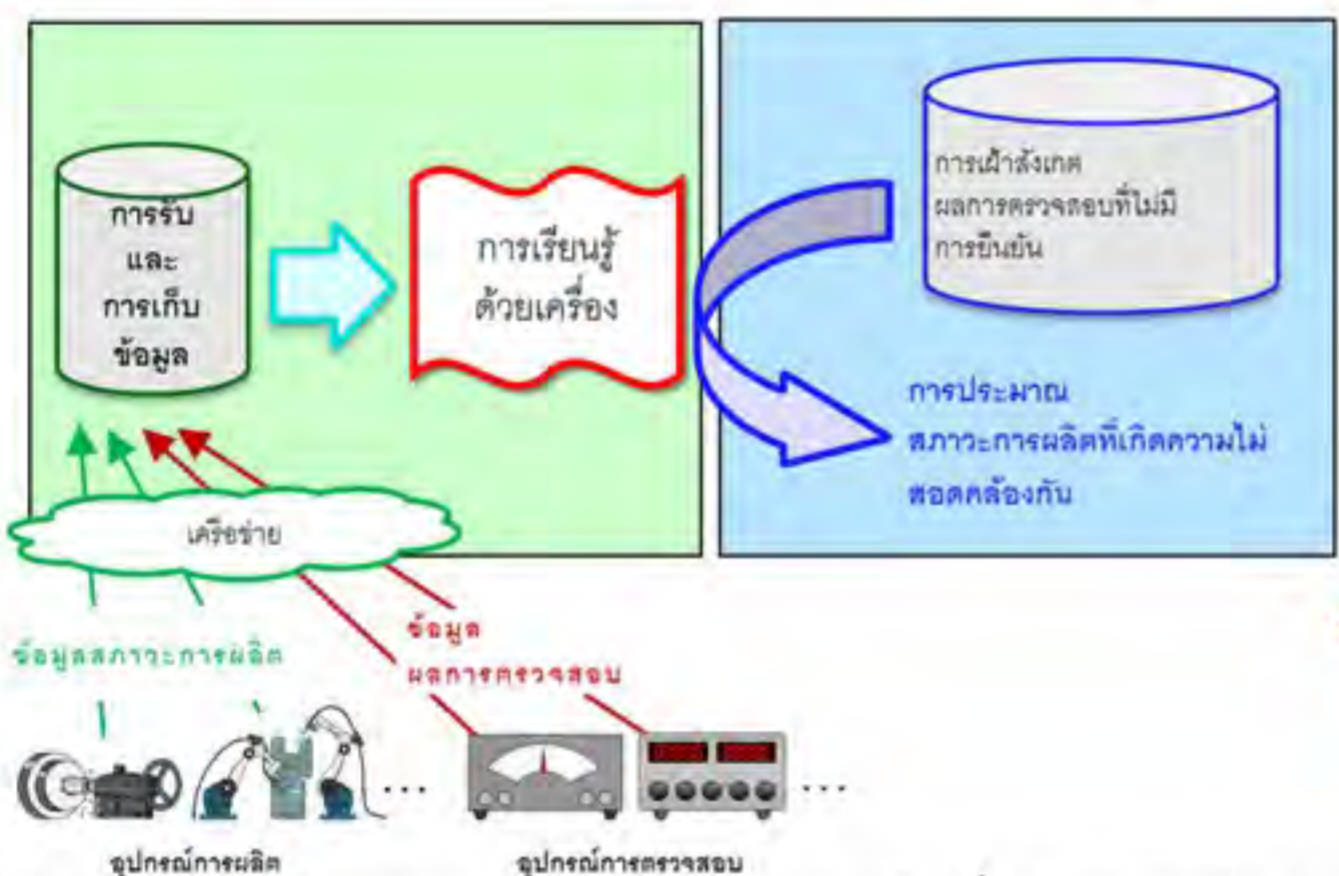 การรับ
และ
การเก็บ
ข้อมูล
การเรียนรู้
ด้วยเครื่อง
การเฝ้าสังเกต
ผลการตรวจสอบที่ไม่มี
การยืนยัน
การประมาณ
สภาวะการผลิตที่เกิดความไม่
สอดคล้องกัน
เครือข่าย
ข้อมูลสภาวะการผลิต
ข้อมูล
ผลการตรวจสอบ
...
...
อุปกรณ์การผลิต
อุปกรณ์การตรวจสอบ